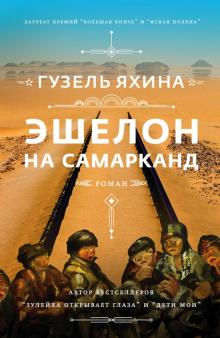 ЛАУРЕАТ ПРЕМИЙ "БОЛЬШАЯ КНИГА" И "ЯСНАЯ ПОЛЯНА"
ГУЗЕЛЬ ЯХИНА
ЭШЕЛОН
НА САМАРКАНД
РОМАН
АВТОР БЕСТСЕЛЛЕРОВ
"ЗУЛЕЙХА ОТКРЫВАЕТ ГЛАЗА" И "ДЕТИ МОИ"